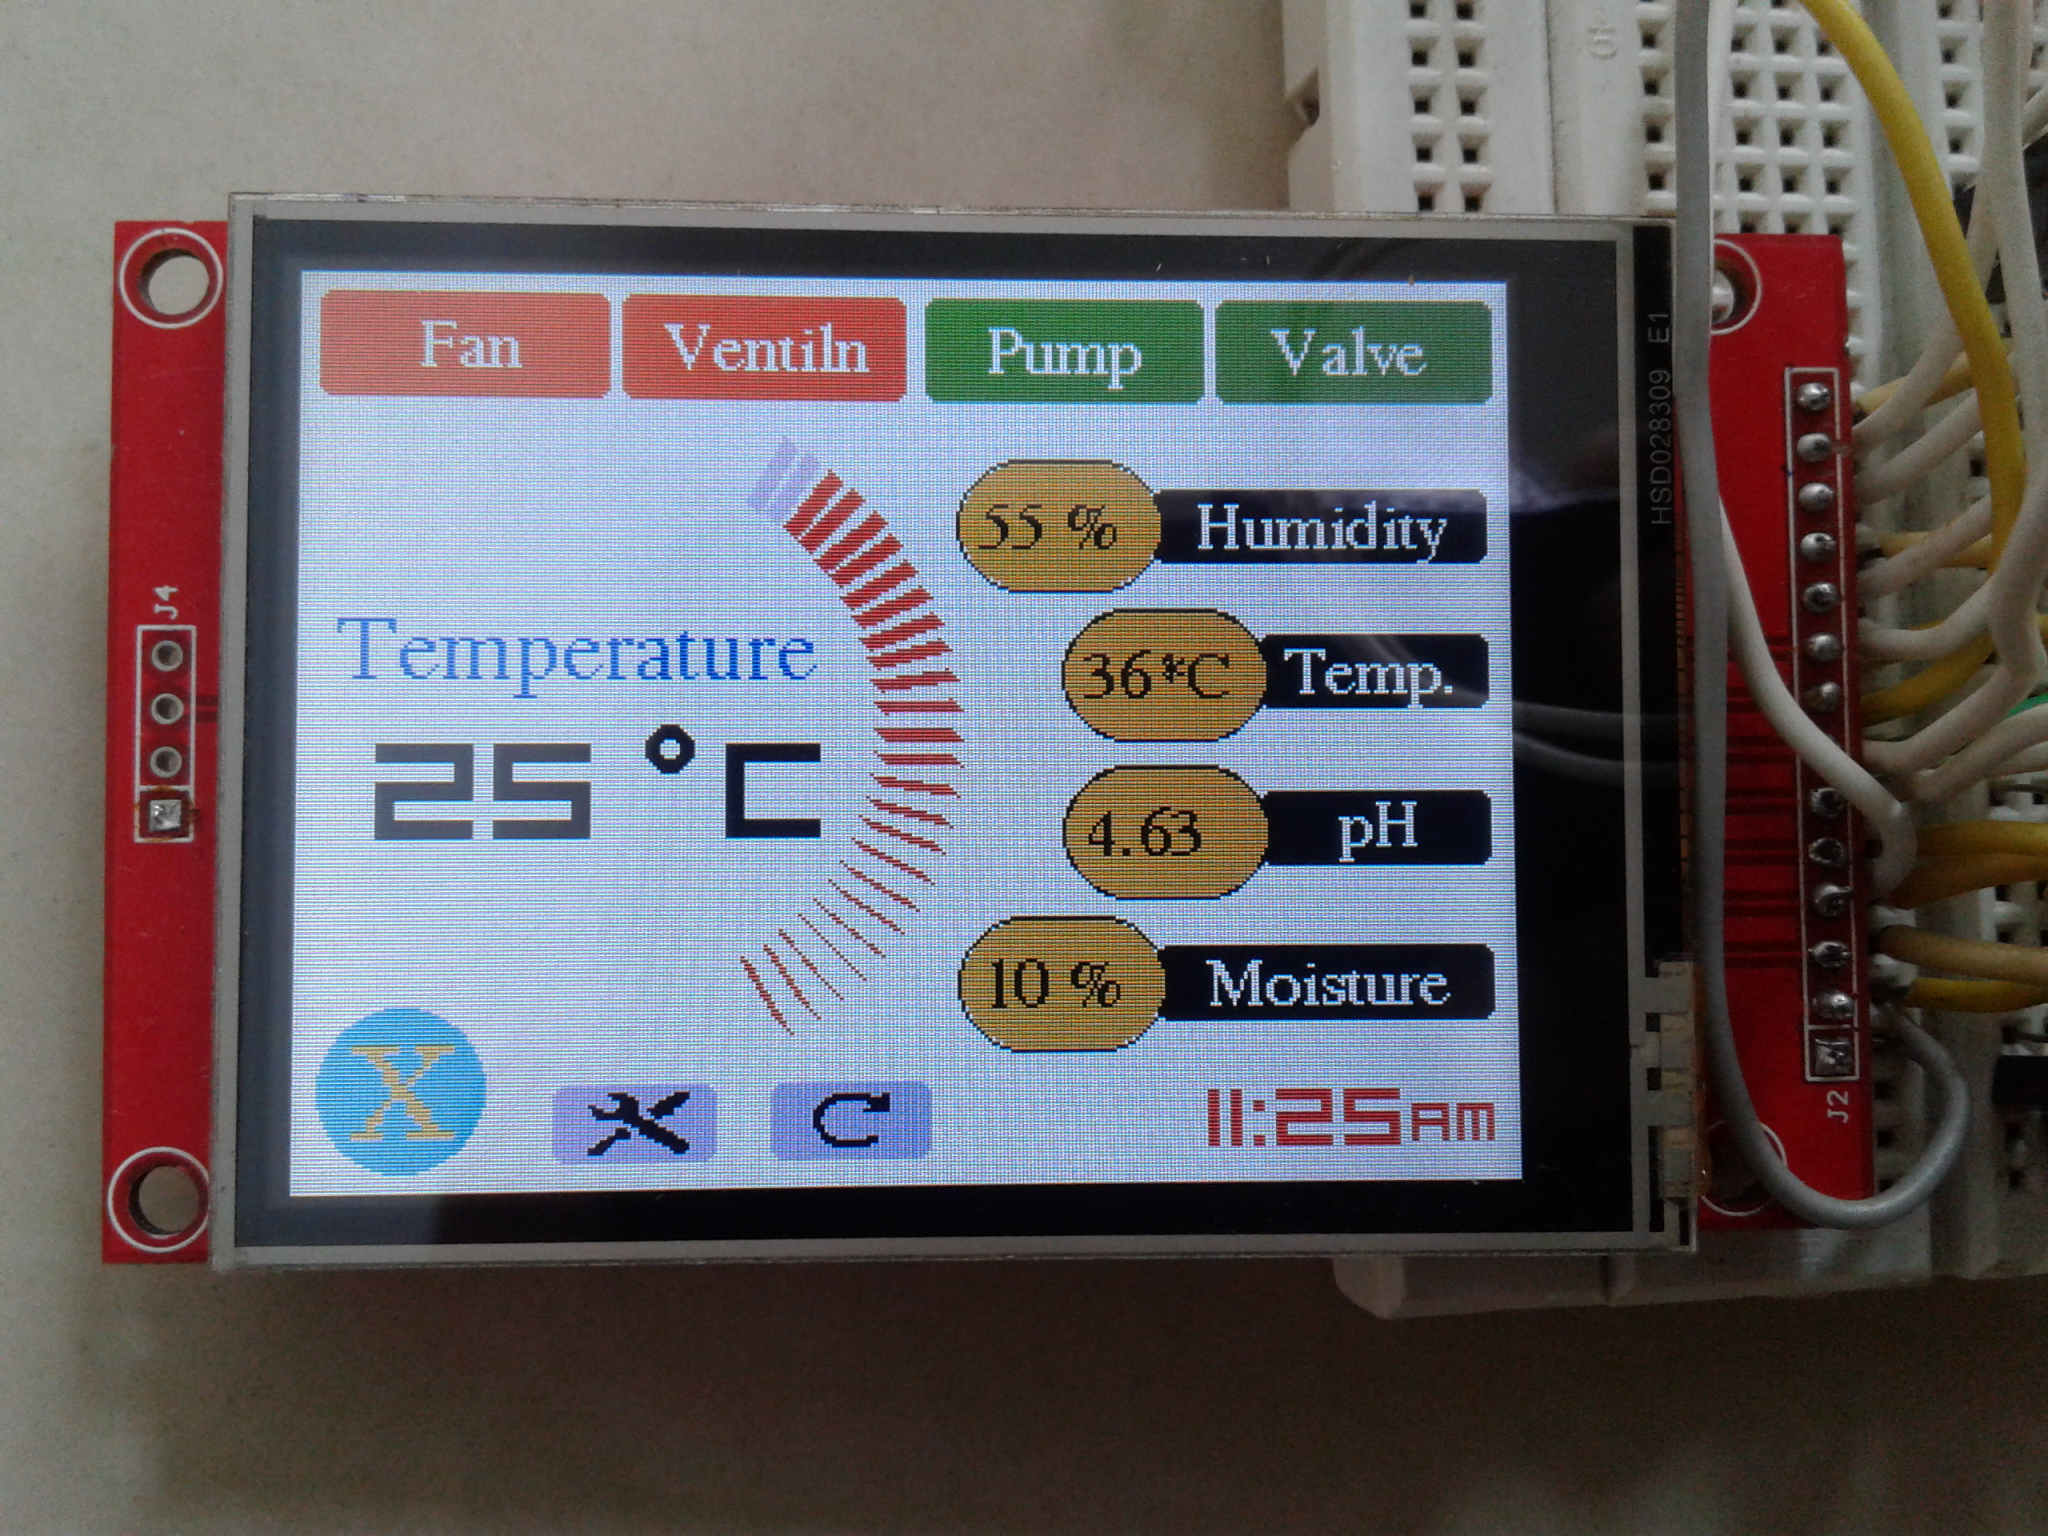 Fan
Ventiln
Pump
Valve
55 %
Humidity
Temperature
36*C
Temp.
25 °C
4.63
pH
10 %
Moisture
X
11:25AM
J4
HSD028309 E1
J2